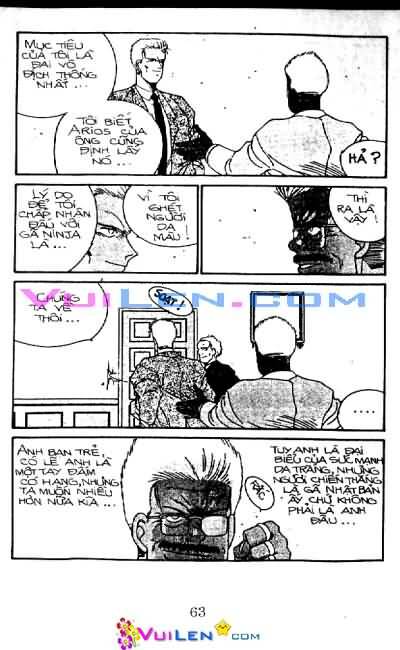 MỤC TIÊU
CỦA TÔI LÀ
ĐAI VÔ
ĐỊCH THỐNG
NHẤT ...
TÔI BIẾT
ARIOS CỦA
ÔNG CŨNG
ĐỊNH LẤY
NÓ ...
HẢ ?
LÝ DO
ĐỂ TÔI
CHẤP NHẬN
ĐẤU VỚI
GÃ NINJA
LÀ ...
VÌ TÔI
GHÉT
NGƯỜI
DA
MÀU !
THÌ
RA LÀ
VẬY !
CHÚNG
TA VỀ
THÔI ...
SOẠT !
VuiLen.com
....
ANH BẠN TRẺ,
CÓ LẼ ANH LÀ
MỘT TAY ĐẤM
CÓ HẠNG, NHƯNG
TA MUỐN NHIỀU
HƠN NỮA KIA ...
TUY ANH LÀ ĐẠI
BIỂU CỦA SỨC MẠNH
DA TRẮNG, NHƯNG
NGƯỜI CHIẾN THẮNG
LÀ GÃ NHẬT BẢN
ẤY, CHỨ KHÔNG
PHẢI LÀ ANH
ĐÂU ...
63
VuiLen.com